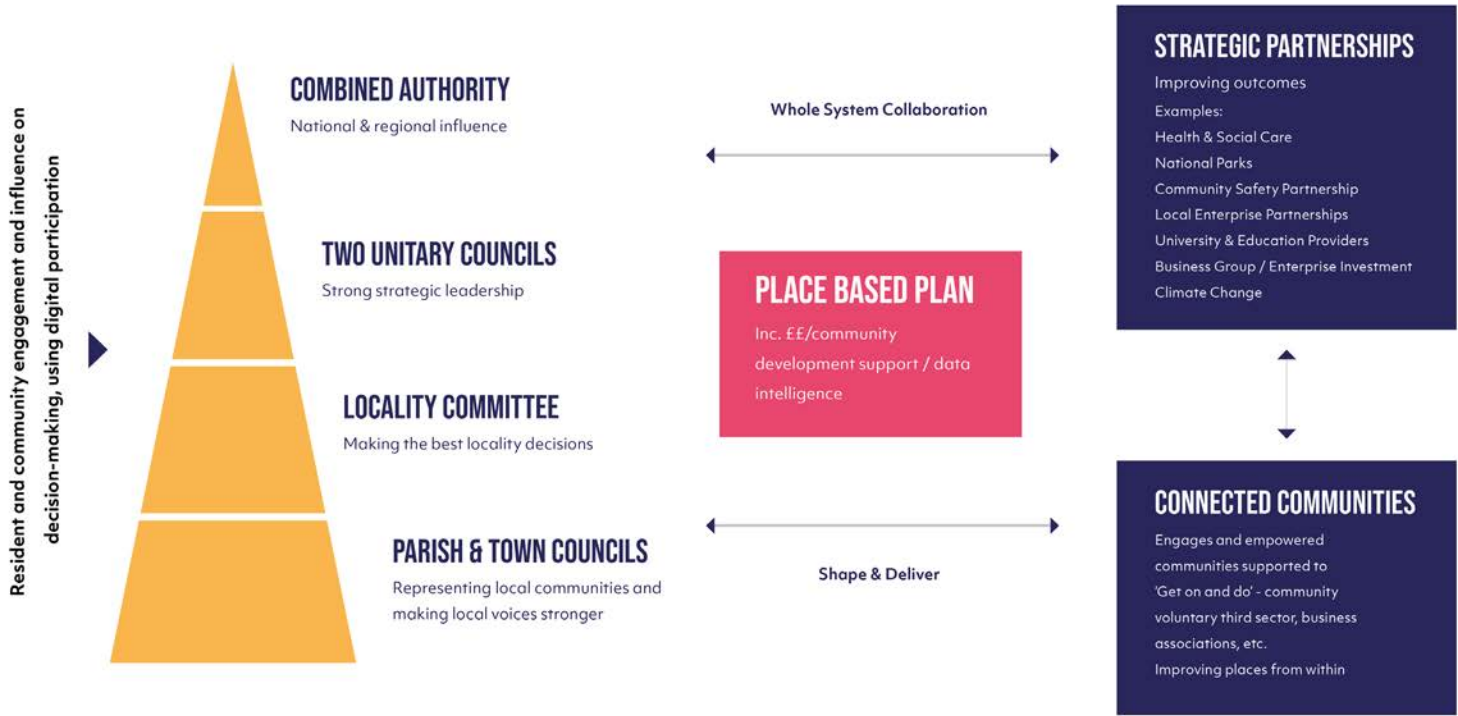 Resident and community engagement and influence on
decision-making, using digital participation
COMBINED AUTHORITY
National & regional influence
TWO UNITARY COUNCILS
Strong strategic leadership
LOCALITY COMMITTEE
Making the best locality decisions
PARISH & TOWN COUNCILS
Representing local communities and
making local voices stronger
Whole System Collaboration
PLACE BASED PLAN
Inc. ££/community
development support / data
intelligence
Shape & Deliver
STRATEGIC PARTNERSHIPS
Improving outcomes
Examples:
Health & Social Care
National Parks
Community Safety Partnership
Local Enterprise Partnerships
University & Education Providers
Business Group / Enterprise Investment
Climate Change
CONNECTED COMMUNITIES
Engages and empowered
communities supported to
'Get on and do' - community
voluntary third sector, business
associations, etc.
Improving places from within